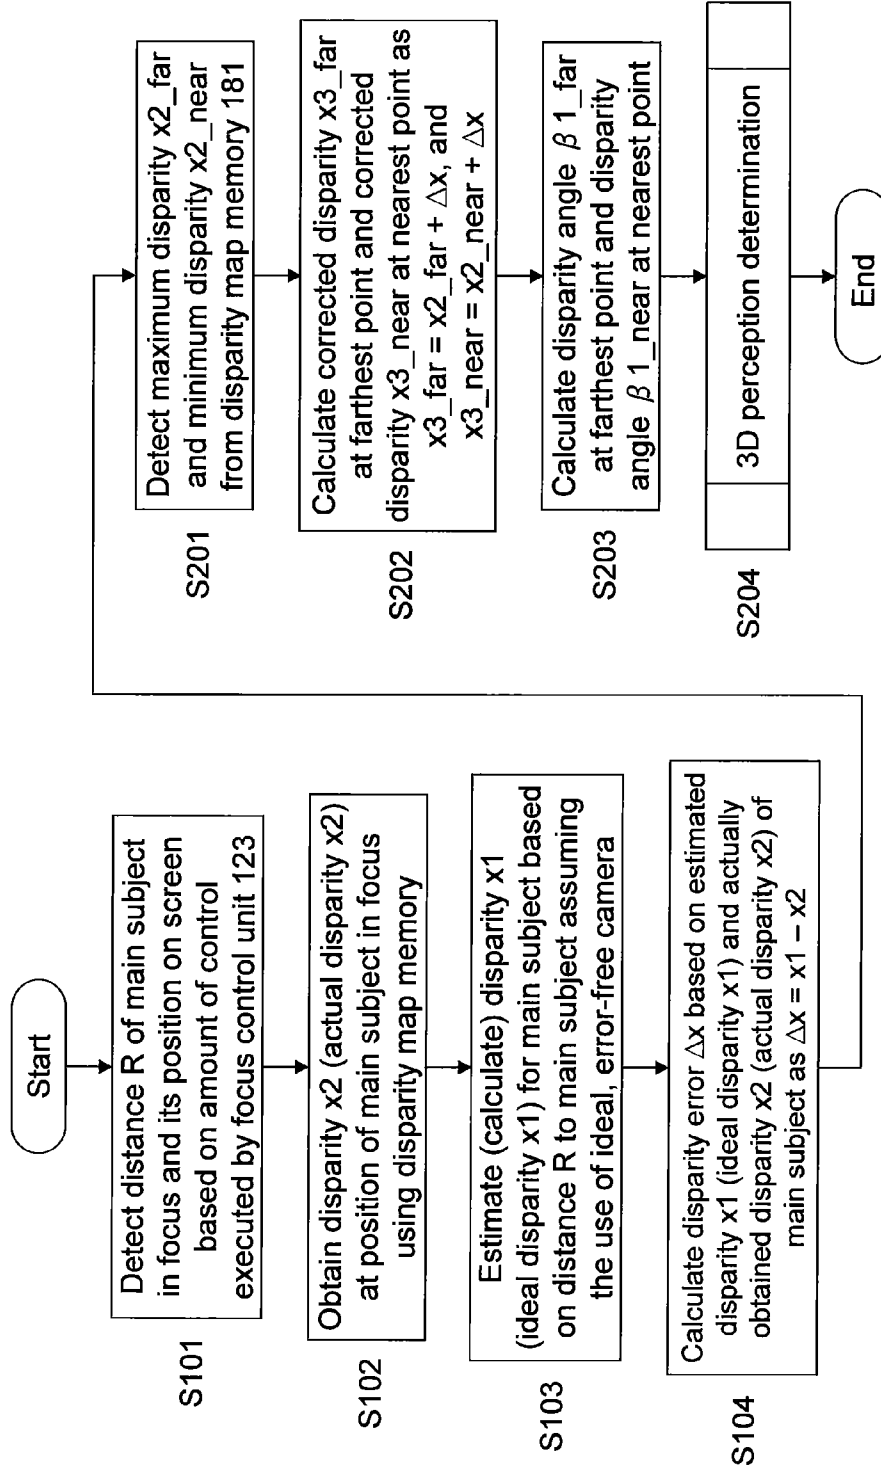 Start
S101
Detect distance R of main subject
in focus and its position on screen
based on amount of control
executed by focus control unit 123
S102
Obtain disparity x2 (actual disparity x2)
at position of main subject in focus
using disparity map memory
S103
Estimate (calculate) disparity x1
(ideal disparity x1) for main subject based
on distance R to main subject assuming
the use of ideal, error-free camera
S104
Calculate disparity error Δx based on estimated
disparity x1 (ideal disparity x1) and actually
obtained disparity x2 (actual disparity x2) of
main subject as Δx = x1 – x2
S201
Detect maximum disparity x2_far
and minimum disparity x2_near
from disparity map memory 181
S202
Calculate corrected disparity x3_far
at farthest point and corrected
disparity x3_near at nearest point as
x3_far = x2_far + Δx, and
x3_near = x2_near + Δx
S203
Calculate disparity angle β 1_far
at farthest point and disparity
angle β 1_near at nearest point
S204
3D perception determination
End